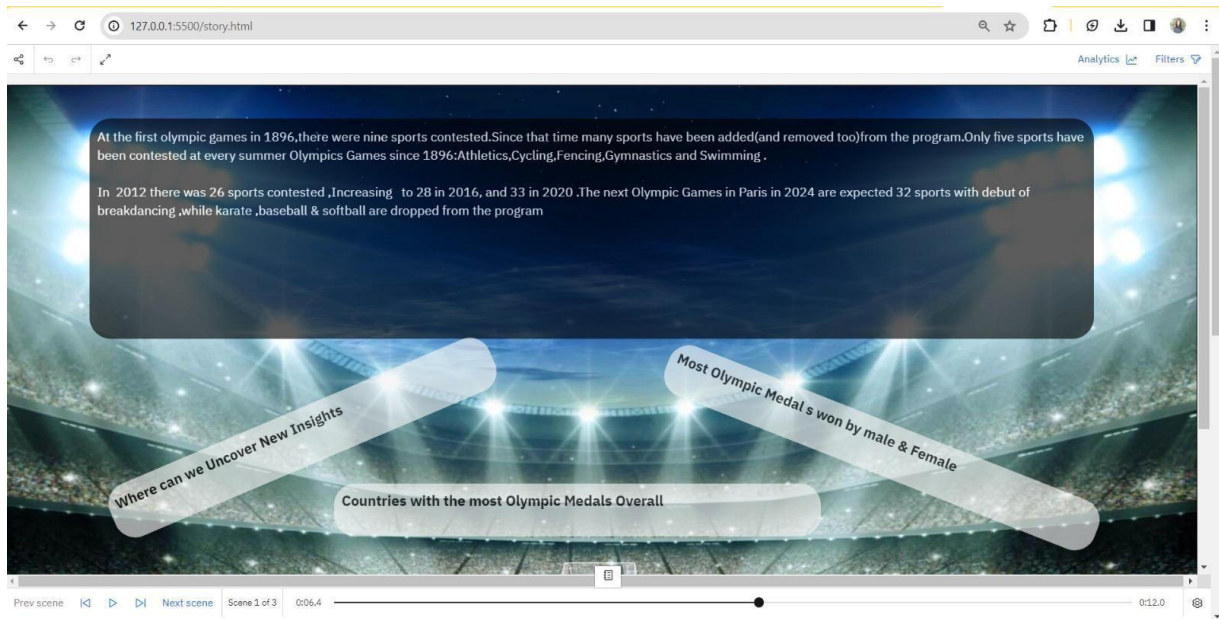 127.0.0.1:5500/story.html
Analytics
Filters
At the first olympic games in 1896,there were nine sports contested.Since that time many sports have been added(and removed too)from the program.Only five sports have
been contested at every summer Olympics Games since 1896:Athletics,Cycling,Fencing,Gymnastics and Swimming .
In 2012 there was 26 sports contested ,Increasing to 28 in 2016, and 33 in 2020 .The next Olympic Games in Paris in 2024 are expected 32 sports with debut of
breakdancing ,while karate ,baseball & softball are dropped from the program
Where can we Uncover New Insights
Most Olympic Medal s won by male & Female
Countries with the most Olympic Medals Overall
Prev scene
Next scene
Scene 1 of 3
0:06.4
0:12.0